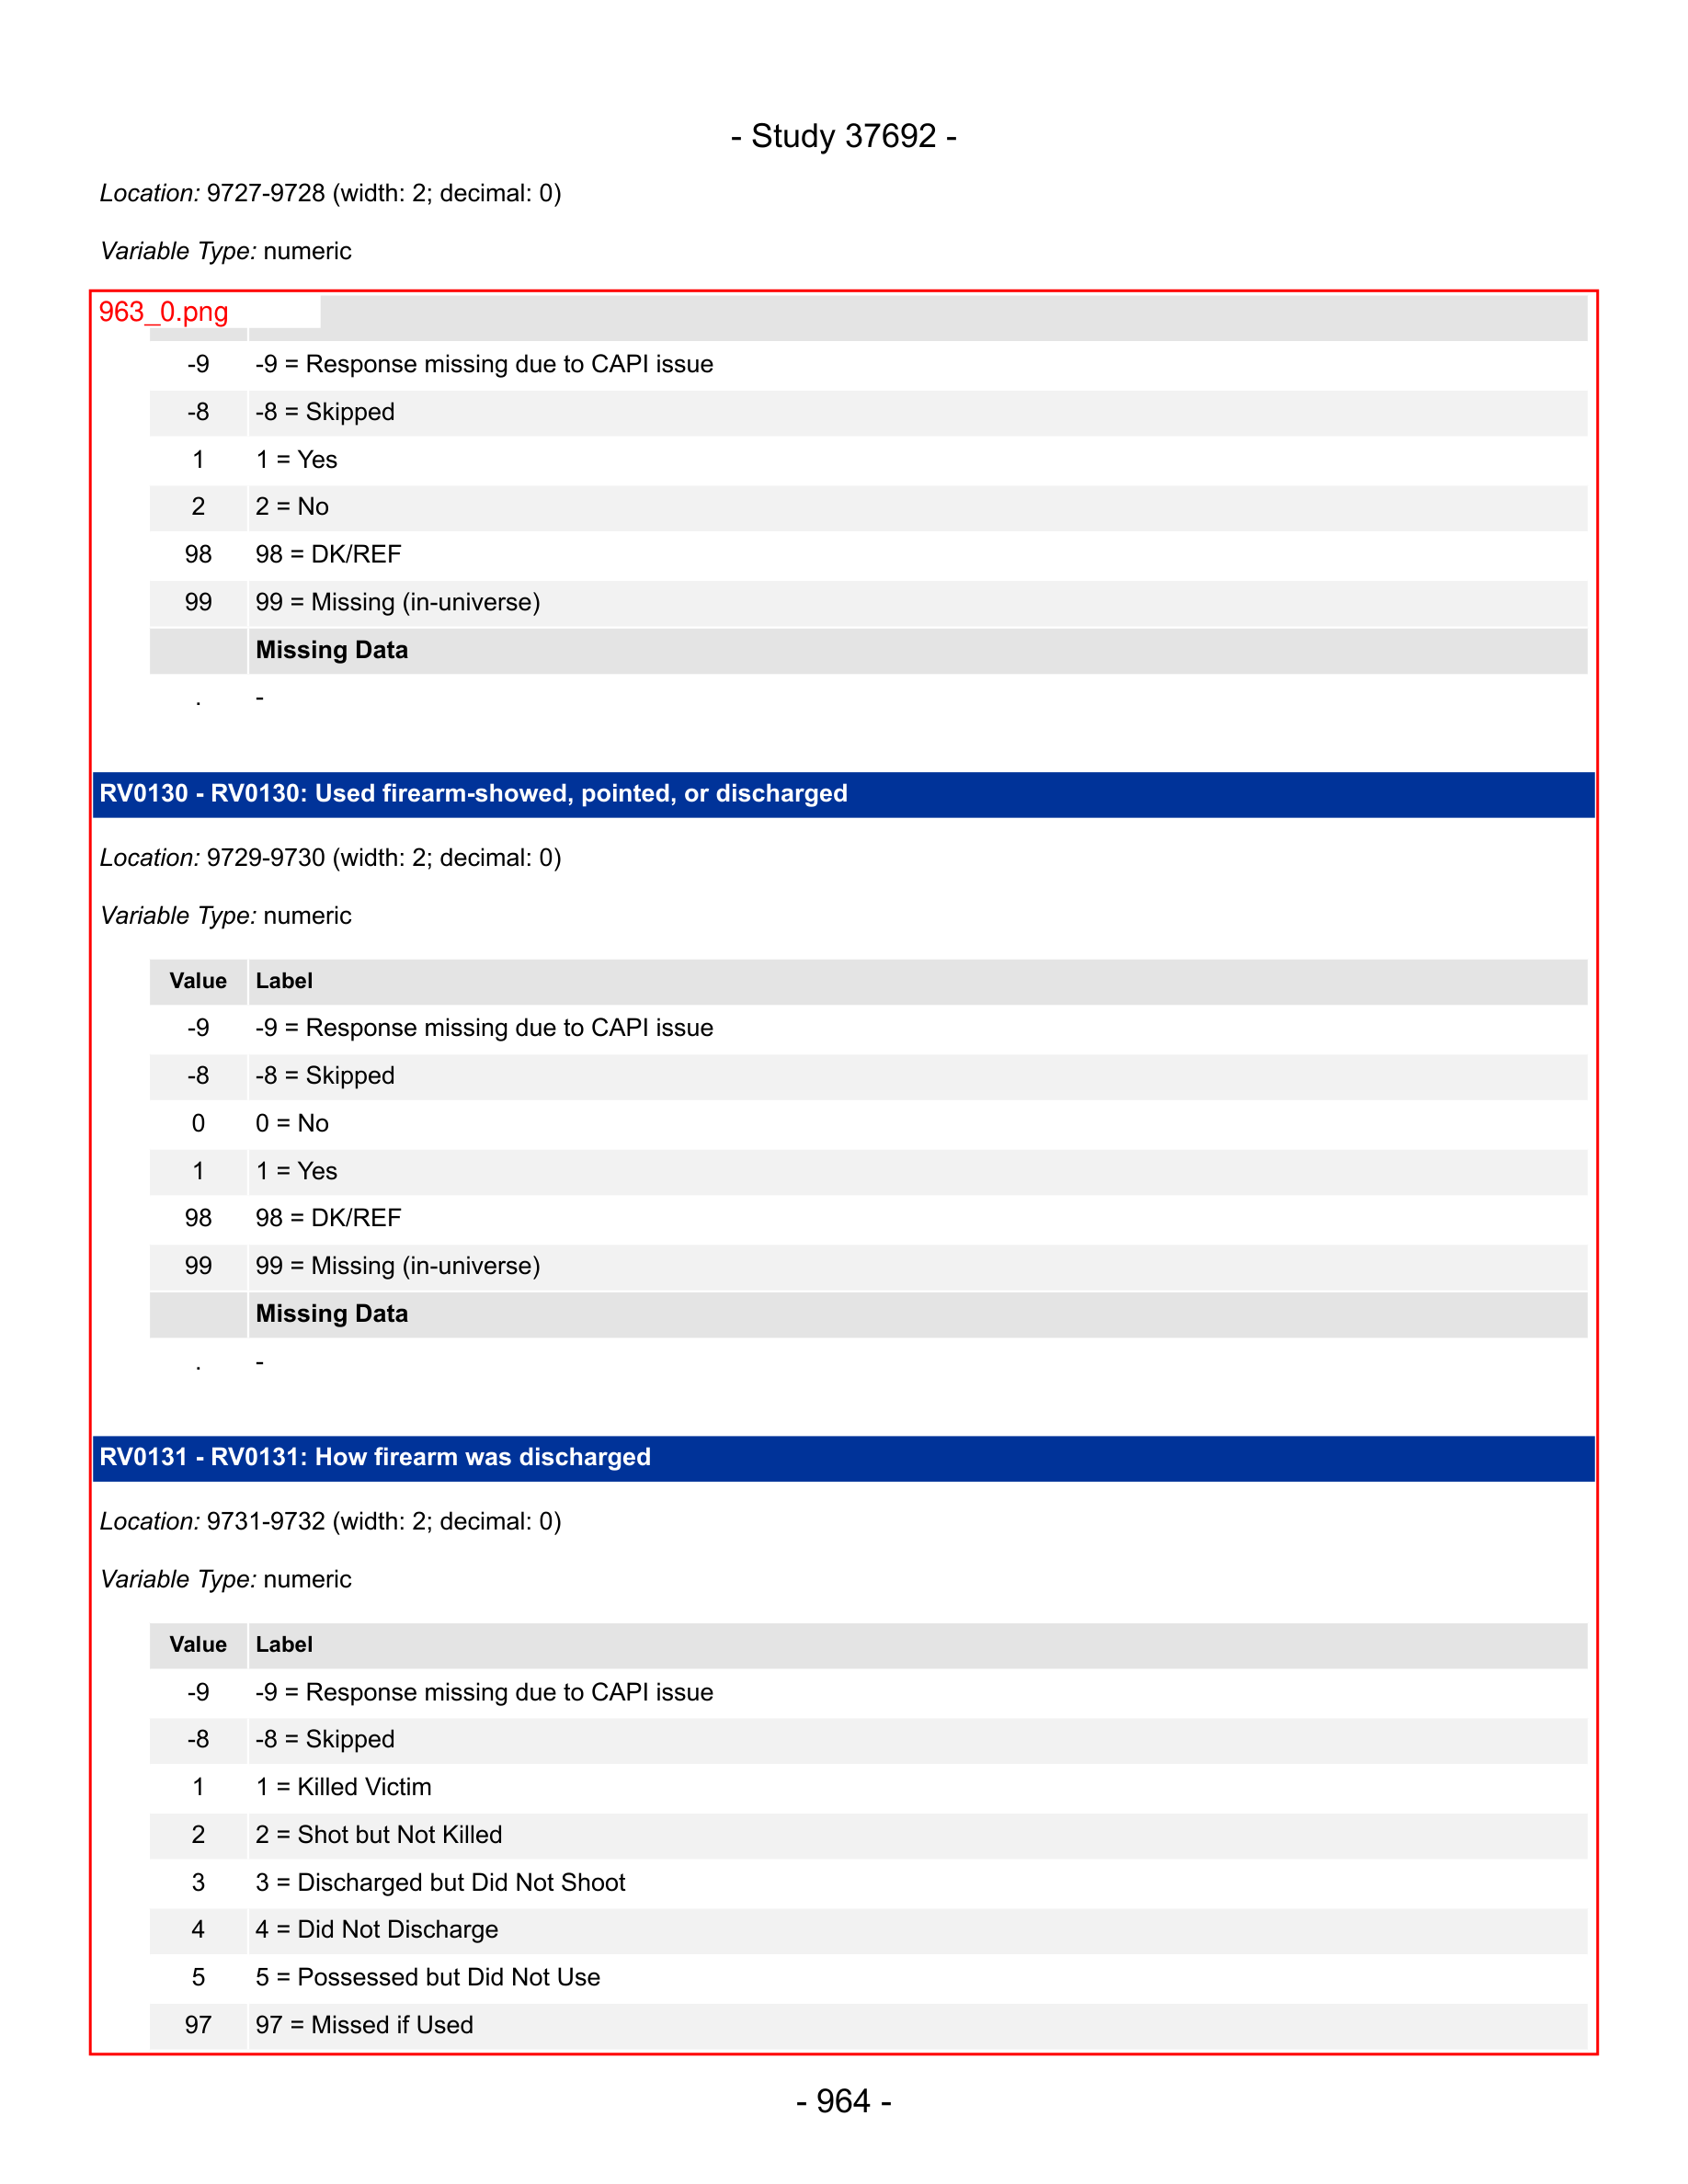 - Study 37692 -
Location: 9727-9728 (width: 2; decimal: 0)
Variable Type: numeric
963_0.png
-9 -9 = Response missing due to CAPI issue
-8 -8 = Skipped
1 1 = Yes
2 2 = No
98 98 = DK/REF
99 99 = Missing (in-universe)
Missing Data
. -
RV0130 - RV0130: Used firearm-showed, pointed, or discharged
Location: 9729-9730 (width: 2; decimal: 0)
Variable Type: numeric
Value Label
-9 -9 = Response missing due to CAPI issue
-8 -8 = Skipped
0 0 = No
1 1 = Yes
98 98 = DK/REF
99 99 = Missing (in-universe)
Missing Data
. -
RV0131 - RV0131: How firearm was discharged
Location: 9731-9732 (width: 2; decimal: 0)
Variable Type: numeric
Value Label
-9 -9 = Response missing due to CAPI issue
-8 -8 = Skipped
1 1 = Killed Victim
2 2 = Shot but Not Killed
3 3 = Discharged but Did Not Shoot
4 4 = Did Not Discharge
5 5 = Possessed but Did Not Use
97 97 = Missed if Used
- 964 -